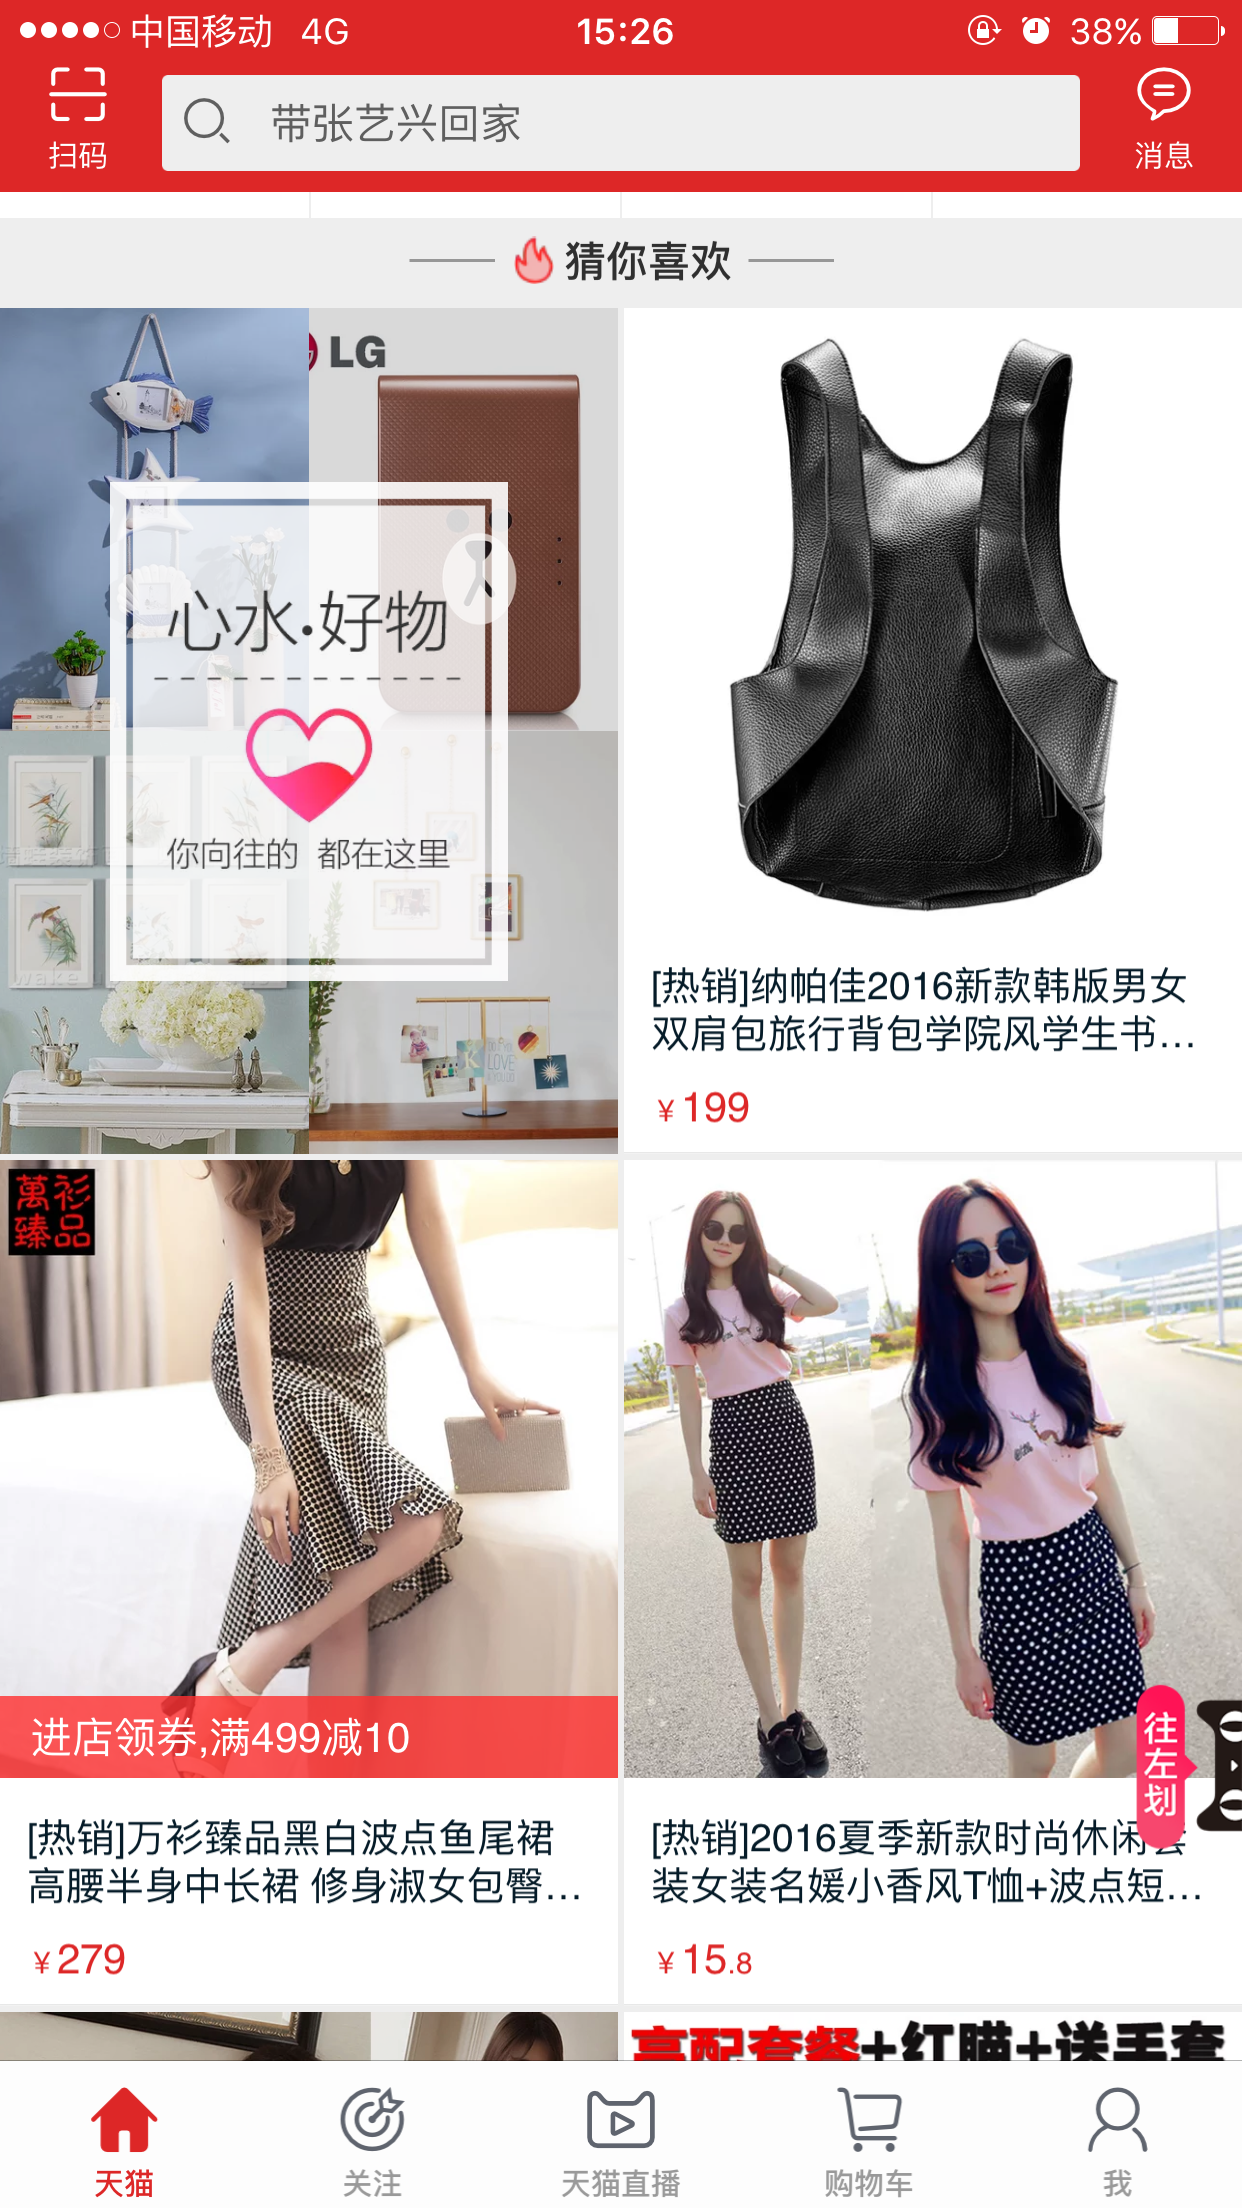 中国移动 4G 15:26 38%
扫码
带张艺兴回家
消息
猜你喜欢
LG
心水·好物
你向往的 都在这里
[热销]纳帕佳2016新款韩版男女
双肩包旅行背包学院风学生书...
¥199
萬衫
臻品
进店领券,满499减10
[热销]万衫臻品黑白波点鱼尾裙
高腰半身中长裙 修身淑女包臀...
¥279
[热销]2016夏季新款时尚休闲套
装女装名媛小香风T恤+波点短...
¥15.8
往左划
高配套餐+红瞄+送手套
天猫
关注
天猫直播
购物车
我